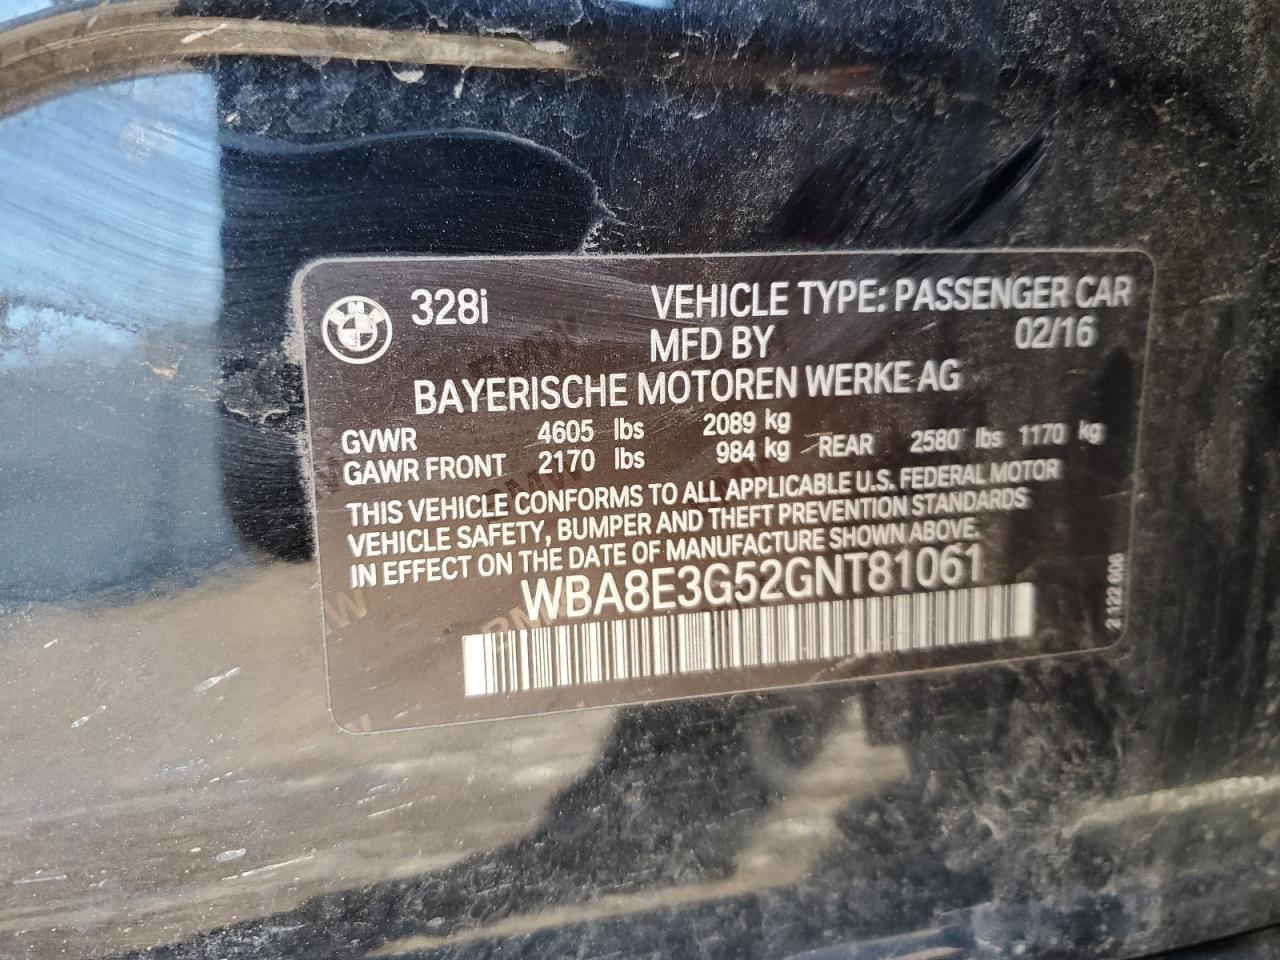 BMW 328i VEHICLE TYPE: PASSENGER CAR
MFD BY 02/16
BAYERISCHE MOTOREN WERKE AG
GVWR 4605 lbs 2089 kg
GAWR FRONT 2170 lbs 984 kg REAR 2580 lbs 1170 kg
THIS VEHICLE CONFORMS TO ALL APPLICABLE U.S. FEDERAL MOTOR
VEHICLE SAFETY, BUMPER AND THEFT PREVENTION STANDARDS
IN EFFECT ON THE DATE OF MANUFACTURE SHOWN ABOVE.
WBA8E3G52GNT81061
2 122 606